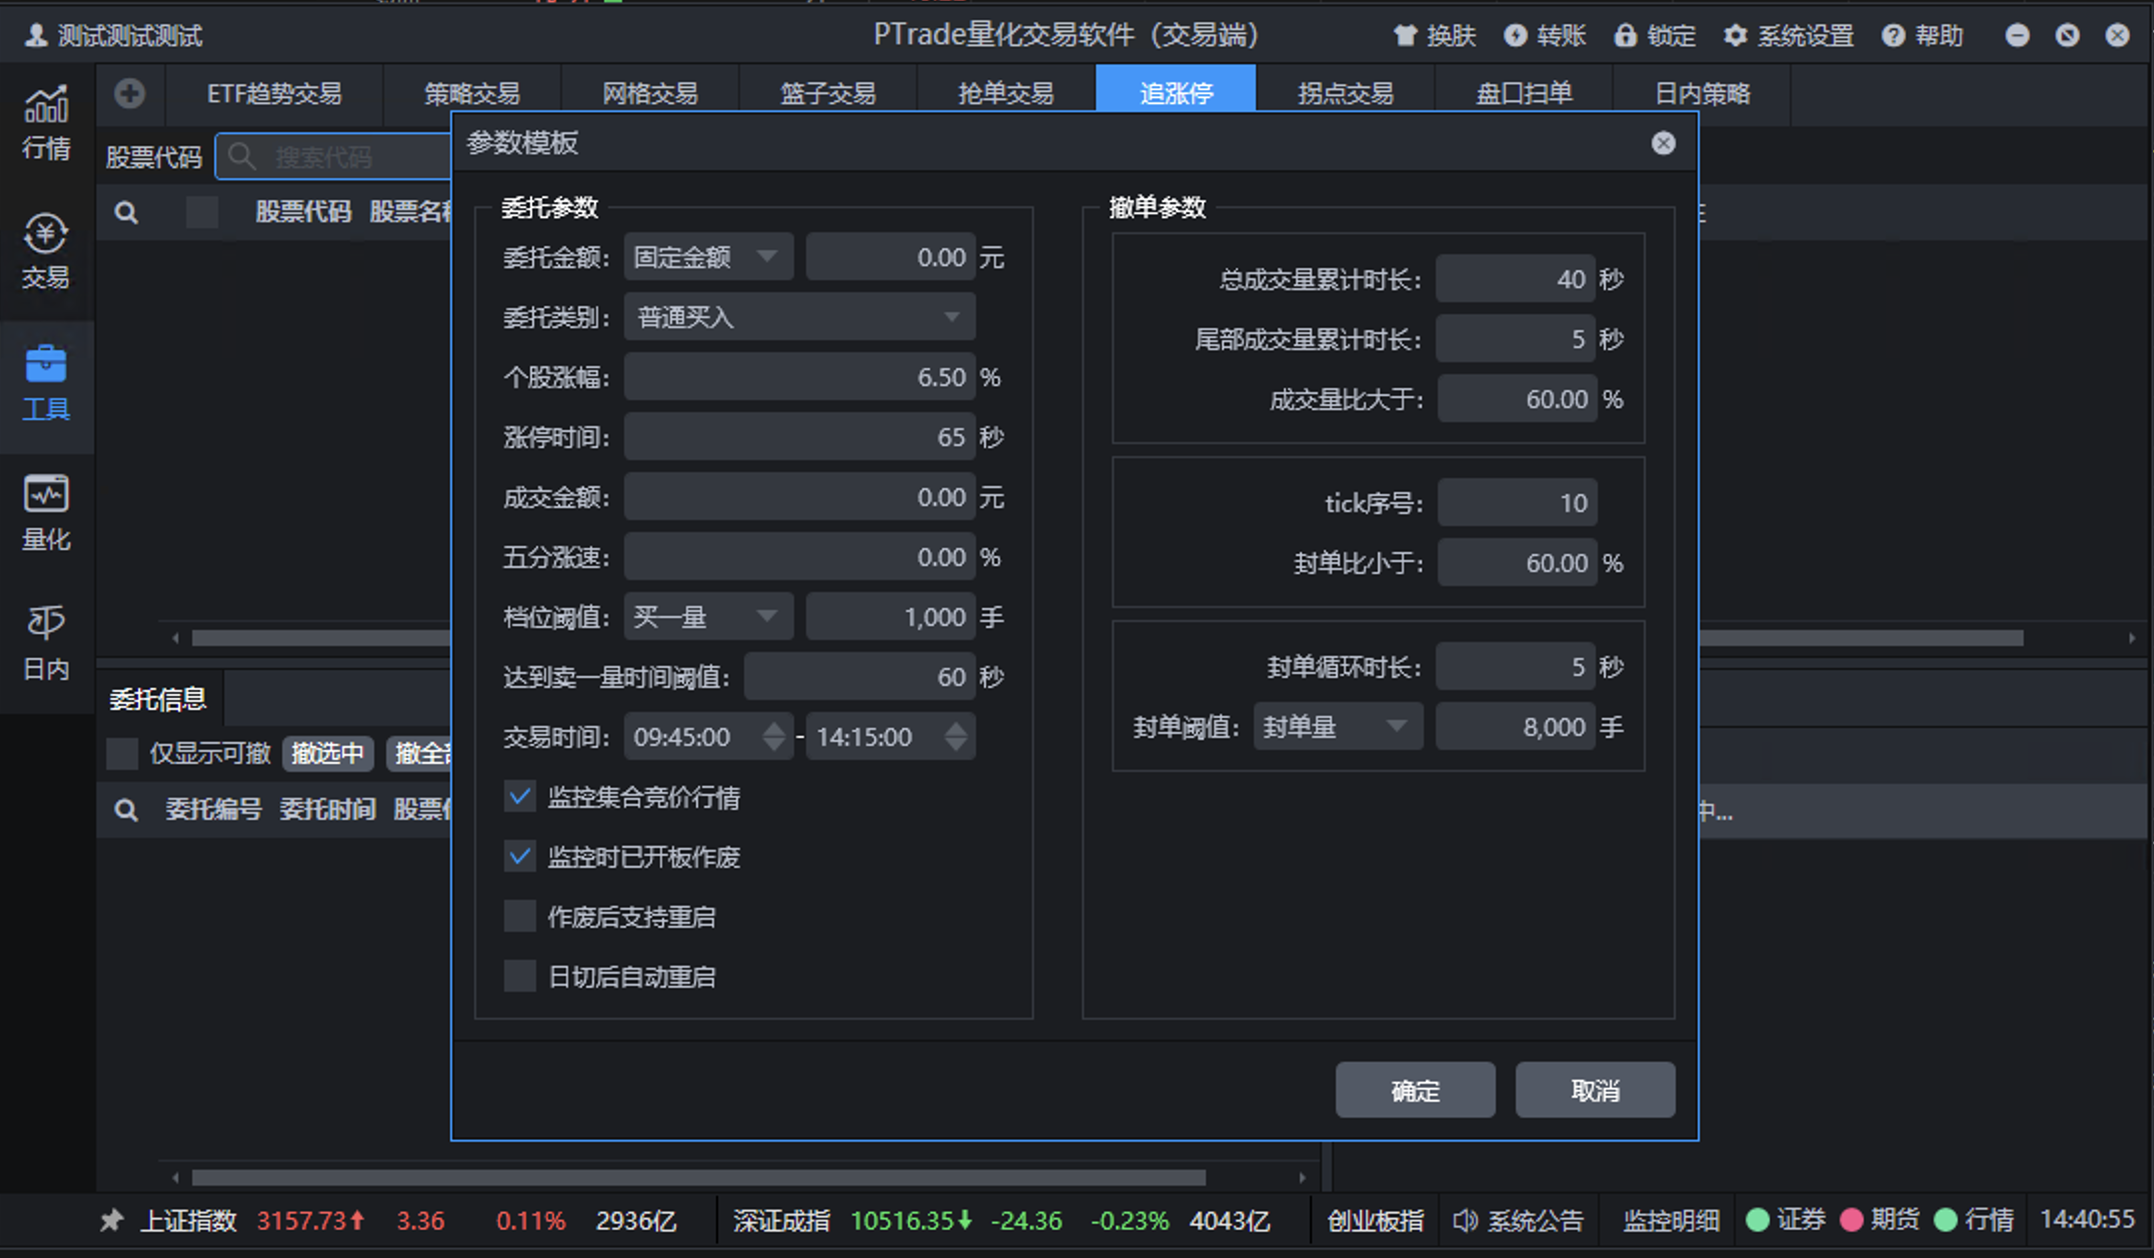 测试测试测试
PTrade量化交易软件（交易端）
换肤 转账 锁定 系统设置 帮助
行情
交易
工具
量化
日内
ETF趋势交易 策略交易 网格交易 篮子交易 抢单交易 追涨停 拐点交易 盘口扫单 日内策略
股票代码 搜索代码
股票代码 股票名
参数模板
委托参数
委托金额： 固定金额 0.00 元
委托类别： 普通买入
个股涨幅： 6.50 %
涨停时间： 65 秒
成交金额： 0.00 元
五分涨速： 0.00 %
档位阈值： 买一量 1,000 手
达到卖一量时间阈值： 60 秒
交易时间： 09:45:00 - 14:15:00
监控集合竞价行情
监控时已开板作废
作废后支持重启
日切后自动重启
撤单参数
总成交量累计时长： 40 秒
尾部成交量累计时长： 5 秒
成交量比大于： 60.00 %
tick序号： 10
封单比小于： 60.00 %
封单循环时长： 5 秒
封单阈值： 封单量 8,000 手
确定 取消
委托信息
仅显示可撤 撤选中 撤全
委托编号 委托时间 股票
中...
上证指数 3157.73↑ 3.36 0.11% 2936亿 深证成指 10516.35↓ -24.36 -0.23% 4043亿 创业板指 系统公告 监控明细 证券 期货 行情 14:40:55